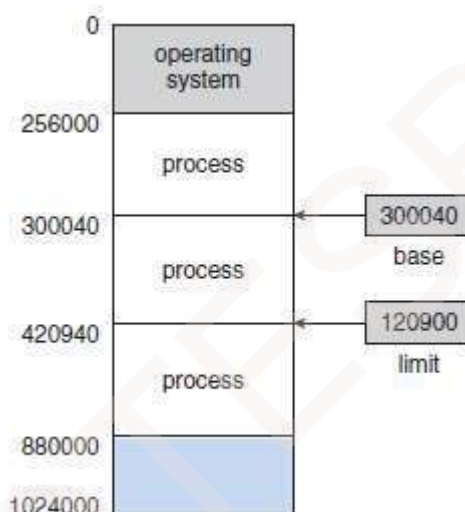 0
operating
system
256000
process
300040
300040
base
process
420940
120900
limit
process
880000
1024000